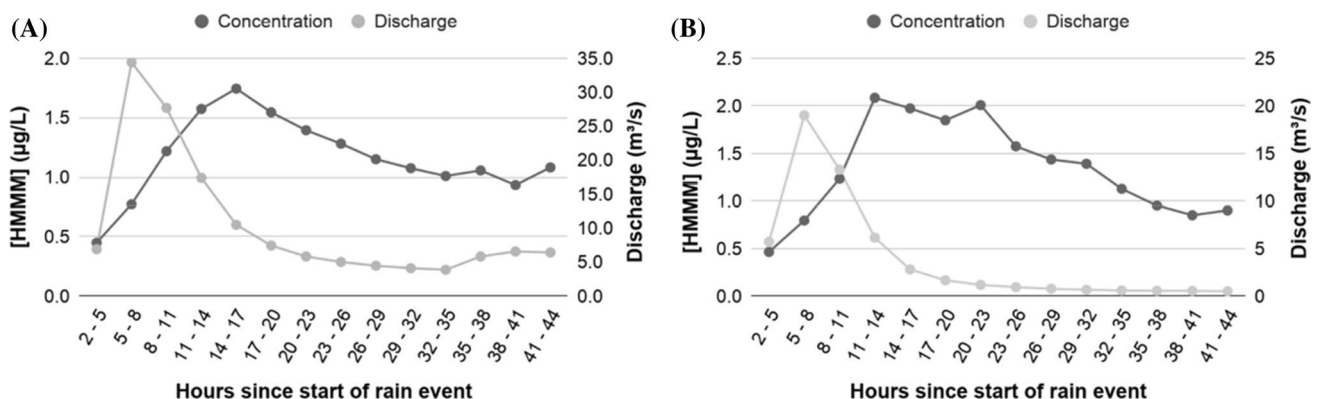 (A)
Concentration Discharge
[HMMM] (µg/L)
2.0
1.5
1.0
0.5
0.0
35.0
30.0
25.0
20.0
15.0
10.0
5.0
0.0
Discharge (m³/s)
2 - 5
5 - 8
8 - 11
11 - 14
14 - 17
17 - 20
20 - 23
23 - 26
26 - 29
29 - 32
32 - 35
35 - 38
38 - 41
41 - 44
Hours since start of rain event
(B)
Concentration Discharge
[HMMM] (µg/L)
2.5
2.0
1.5
1.0
0.5
0.0
25
20
15
10
5
0
Discharge (m³/s)
2 - 5
5 - 8
8 - 11
11 - 14
14 - 17
17 - 20
20 - 23
23 - 26
26 - 29
29 - 32
32 - 35
35 - 38
38 - 41
41 - 44
Hours since start of rain event